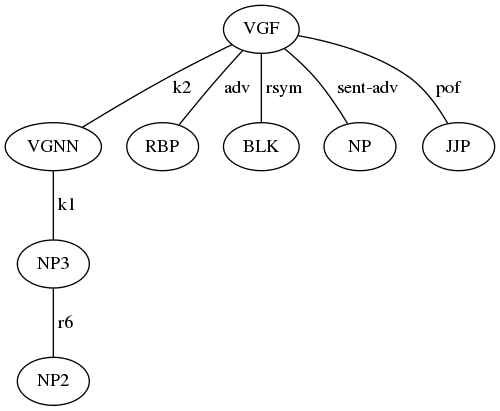 VGF
k2 adv rsym sent-adv pof
VGNN RBP BLK NP JJP
k1
NP3
r6
NP2